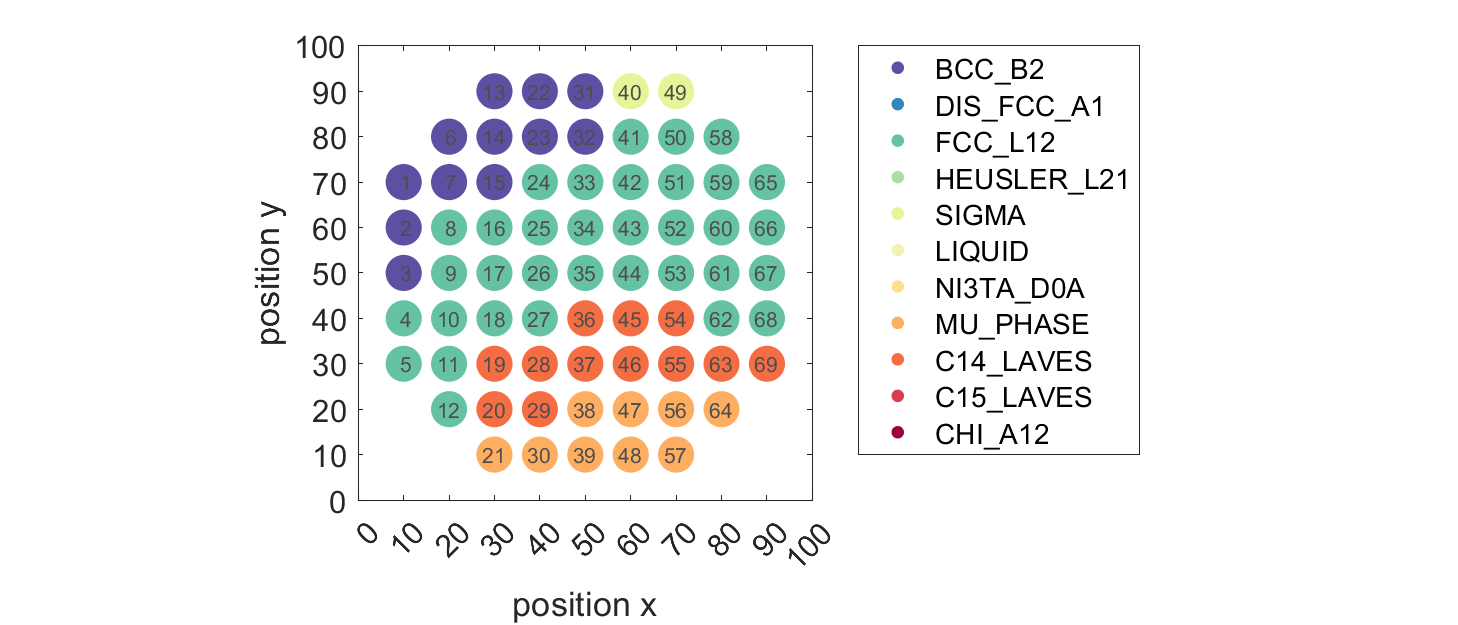 100
90
80
70
60
50
40
30
20
10
0
position y
13 22 31 40 49
6 14 23 32 41 50 58
1 7 15 24 33 42 51 59 65
2 8 16 25 34 43 52 60 66
3 9 17 26 35 44 53 61 67
4 10 18 27 36 45 54 62 68
5 11 19 28 37 46 55 63 69
12 20 29 38 47 56 64
21 30 39 48 57
0 10 20 30 40 50 60 70 80 90 100
position x
BCC_B2
DIS_FCC_A1
FCC_L12
HEUSLER_L21
SIGMA
LIQUID
NI3TA_D0A
MU_PHASE
C14_LAVES
C15_LAVES
CHI_A12